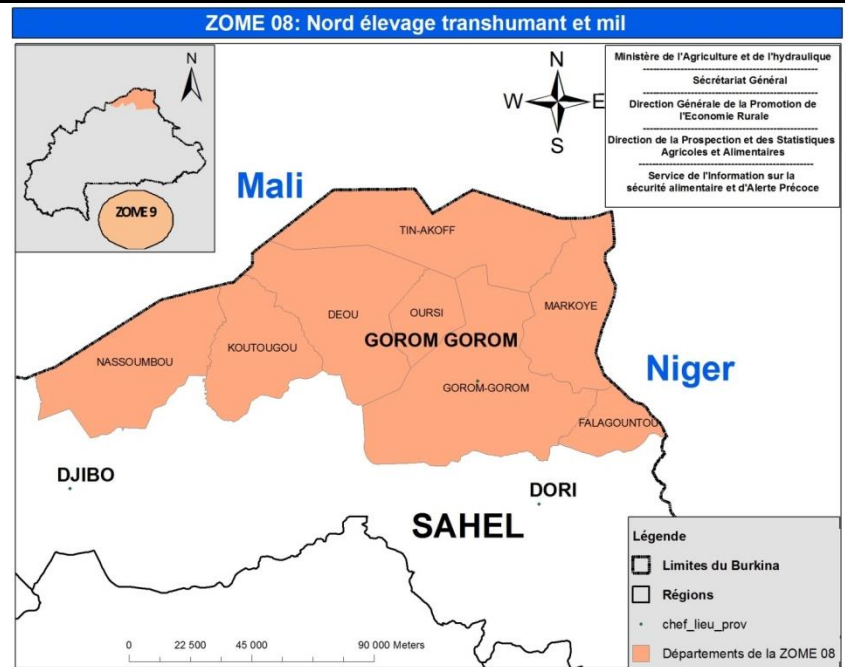 ZOME 08: Nord élevage transhumant et mil
N
ZOME 9
N
W
E
S
Ministère de l'Agriculture et de l'hydraulique
Sécrétariat Général
Direction Générale de la Promotion de
l'Economie Rurale
Direction de la Prospection et des Statistiques
Agricoles et Alimentaires
Service de l'Information sur la
sécurité alimentaire et d'Alerte Précoce
Mali
TIN-AKOFF
MARKOYE
DEOU
OURSI
GOROM GOROM
KOUTOUGOU
NASSOUMBOU
Niger
GOROM-GOROM
FALAGOUNTOU
DJIBO
DORI
SAHEL
Légende
Limites du Burkina
Régions
chef_lieu_prov
Départements de la ZOME 08
0 22 500 45 000 90 000 Meters